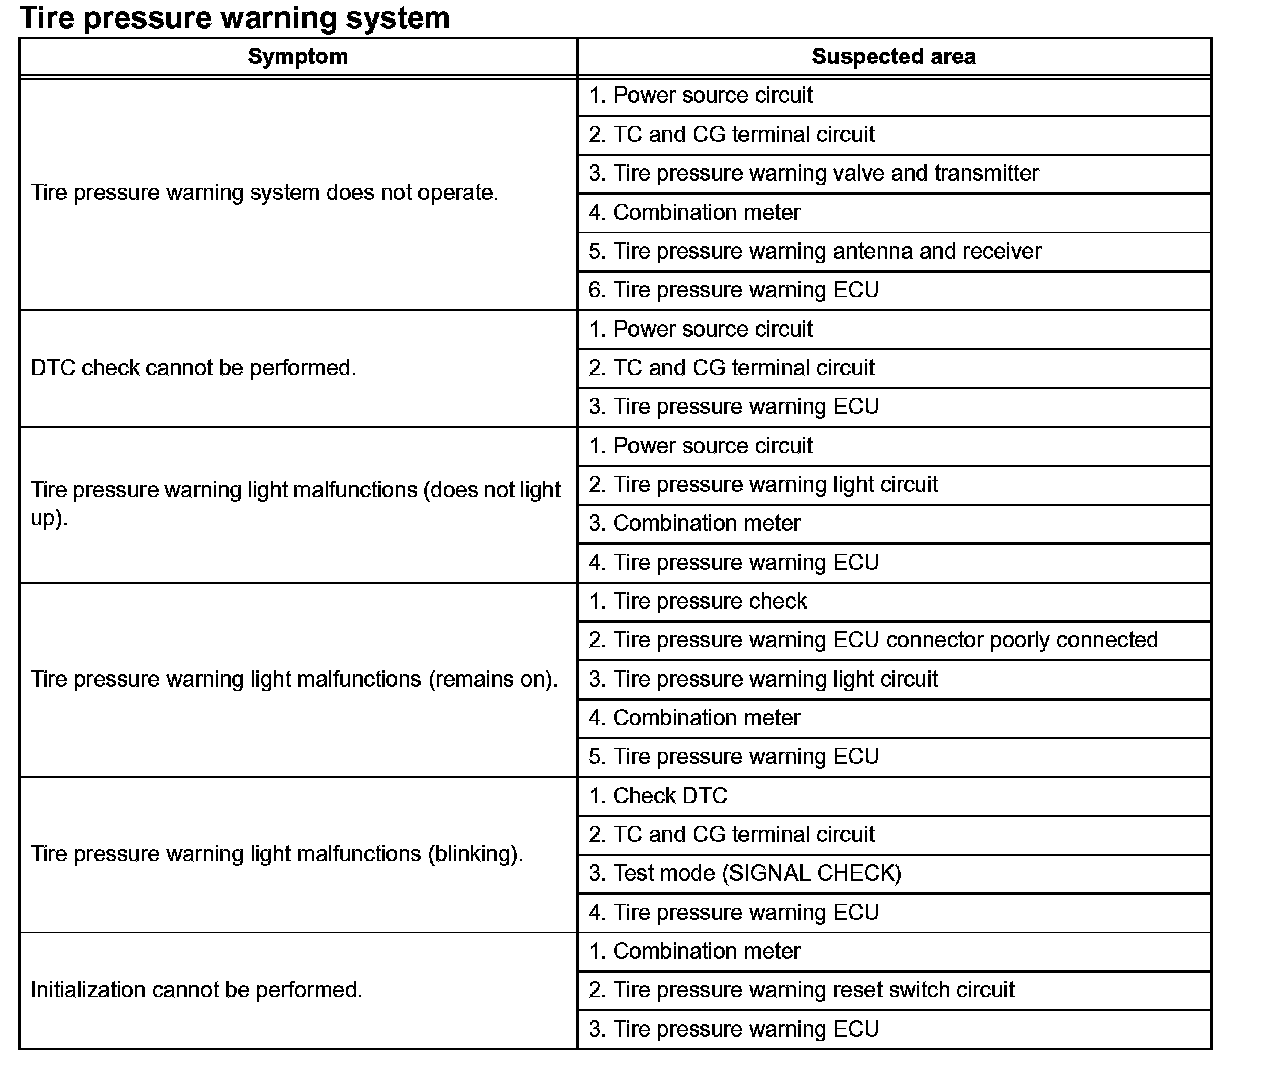 Tire pressure warning system
Symptom
Suspected area
Tire pressure warning system does not operate.
1. Power source circuit
2. TC and CG terminal circuit
3. Tire pressure warning valve and transmitter
4. Combination meter
5. Tire pressure warning antenna and receiver
6. Tire pressure warning ECU
DTC check cannot be performed.
1. Power source circuit
2. TC and CG terminal circuit
3. Tire pressure warning ECU
Tire pressure warning light malfunctions (does not light
up).
1. Power source circuit
2. Tire pressure warning light circuit
3. Combination meter
4. Tire pressure warning ECU
Tire pressure warning light malfunctions (remains on).
1. Tire pressure check
2. Tire pressure warning ECU connector poorly connected
3. Tire pressure warning light circuit
4. Combination meter
5. Tire pressure warning ECU
Tire pressure warning light malfunctions (blinking).
1. Check DTC
2. TC and CG terminal circuit
3. Test mode (SIGNAL CHECK)
4. Tire pressure warning ECU
Initialization cannot be performed.
1. Combination meter
2. Tire pressure warning reset switch circuit
3. Tire pressure warning ECU